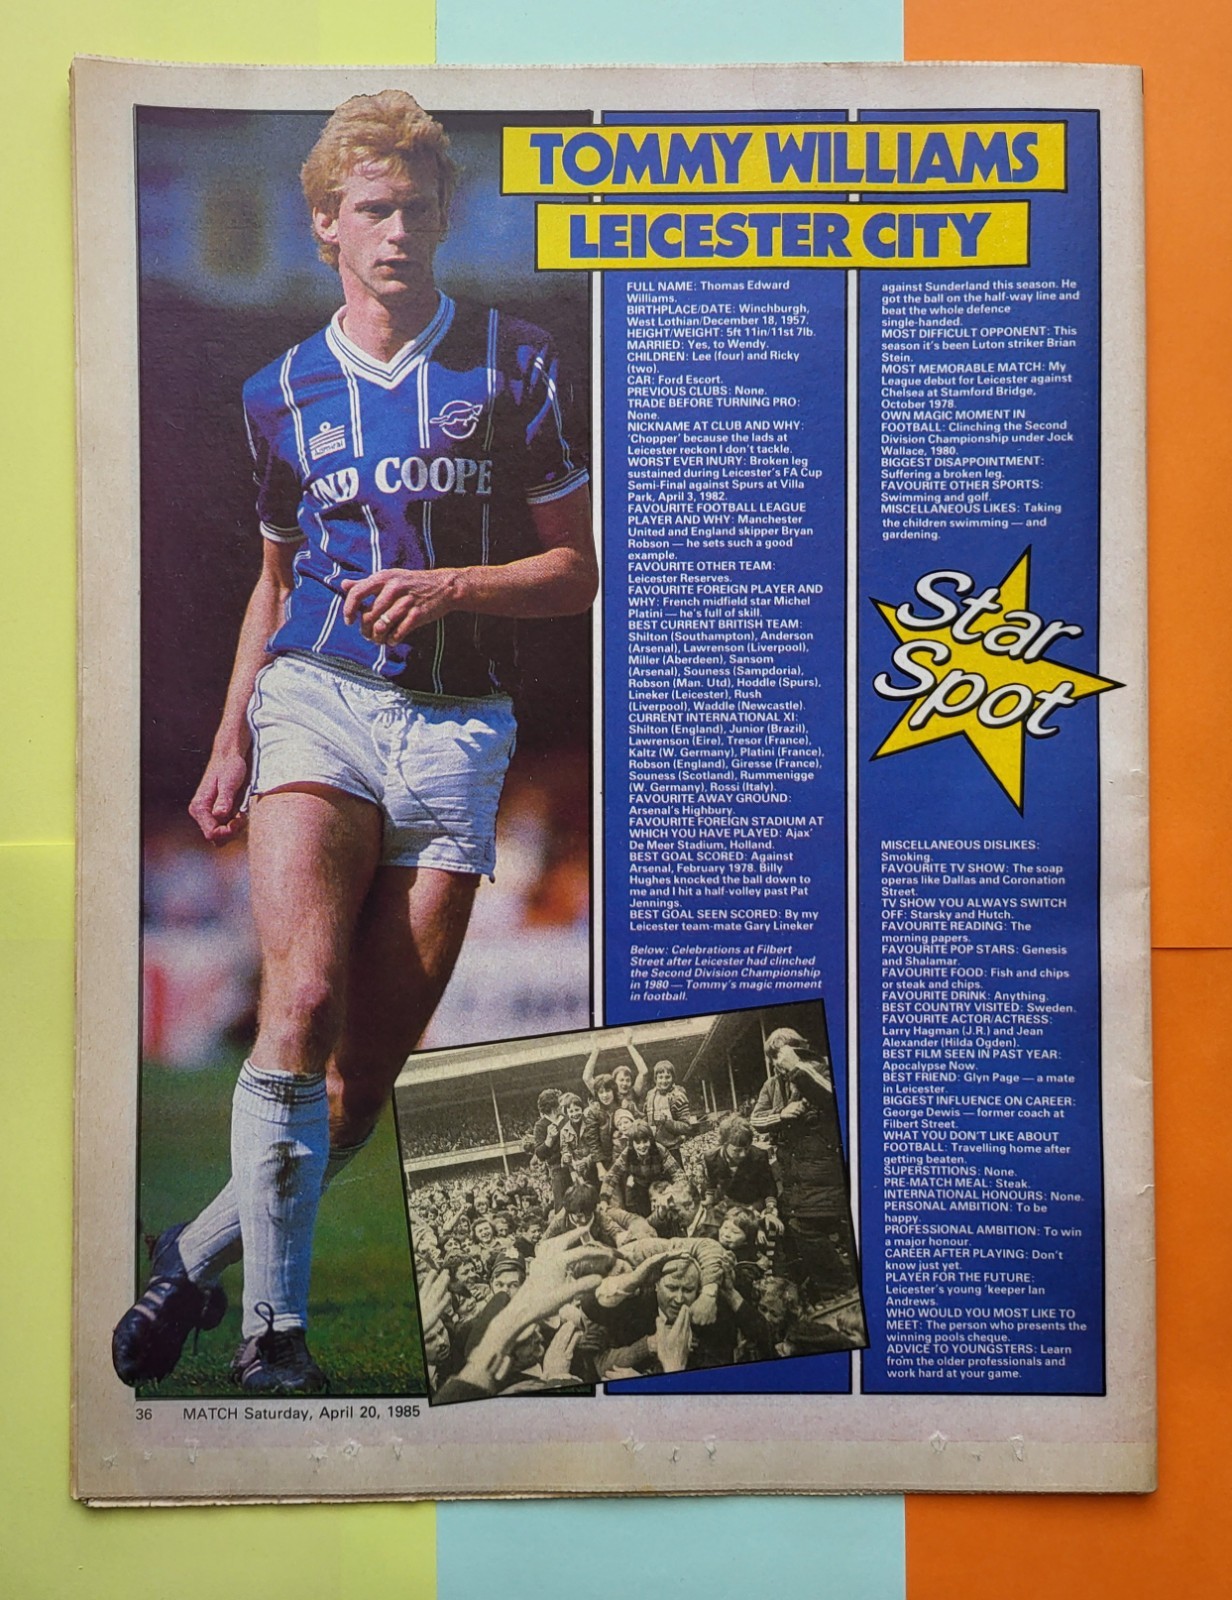 TOMMY WILLIAMS
LEICESTER CITY
FULL NAME: Thomas Edward
Williams.
BIRTHPLACE/DATE: Winchburgh,
West Lothian/December 18, 1957.
HEIGHT/WEIGHT: 5ft 11in/11st 7lb.
MARRIED: Yes, to Wendy.
CHILDREN: Lee (four) and Ricky
(two).
CAR: Ford Escort.
PREVIOUS CLUBS: None.
TRADE BEFORE TURNING PRO:
None.
NICKNAME AT CLUB AND WHY:
'Chopper' because the lads at
Leicester reckon I don't tackle.
WORST EVER INURY: Broken leg
sustained during Leicester's FA Cup
Semi-Final against Spurs at Villa
Park, April 3, 1982.
FAVOURITE FOOTBALL LEAGUE
PLAYER AND WHY: Manchester
United and England skipper Bryan
Robson — he sets such a good
example.
FAVOURITE OTHER TEAM:
Leicester Reserves.
FAVOURITE FOREIGN PLAYER AND
WHY: French midfield star Michel
Platini — he's full of skill.
BEST CURRENT BRITISH TEAM:
Shilton (Southampton), Anderson
(Arsenal), Lawrenson (Liverpool),
Miller (Aberdeen), Sansom
(Arsenal), Souness (Sampdoria),
Robson (Man. Utd), Hoddle (Spurs),
Lineker (Leicester), Rush
(Liverpool), Waddle (Newcastle).
CURRENT INTERNATIONAL XI:
Shilton (England), Junior (Brazil),
Lawrenson (Eire), Tresor (France),
Kaltz (W. Germany), Platini (France),
Robson (England), Giresse (France),
Souness (Scotland), Rummenigge
(W. Germany), Rossi (Italy).
FAVOURITE AWAY GROUND:
Arsenal's Highbury.
FAVOURITE FOREIGN STADIUM AT
WHICH YOU HAVE PLAYED: Ajax'
De Meer Stadium, Holland.
BEST GOAL SCORED: Against
Arsenal, February 1978. Billy
Hughes knocked the ball down to
me and I hit a half-volley past Pat
Jennings.
BEST GOAL SEEN SCORED: By my
Leicester team-mate Gary Lineker
Below: Celebrations at Filbert
Street after Leicester had clinched
the Second Division Championship
in 1980 — Tommy's magic moment
in football.
against Sunderland this season. He
got the ball on the half-way line and
beat the whole defence
single-handed.
MOST DIFFICULT OPPONENT: This
season it's been Luton striker Brian
Stein.
MOST MEMORABLE MATCH: My
League debut for Leicester against
Chelsea at Stamford Bridge,
October 1978.
OWN MAGIC MOMENT IN
FOOTBALL: Clinching the Second
Division Championship under Jock
Wallace, 1980.
BIGGEST DISAPPOINTMENT:
Suffering a broken leg.
FAVOURITE OTHER SPORTS:
Swimming and golf.
MISCELLANEOUS LIKES: Taking
the children swimming — and
gardening.
Star
Spot
MISCELLANEOUS DISLIKES:
Smoking.
FAVOURITE TV SHOW: The soap
operas like Dallas and Coronation
Street.
TV SHOW YOU ALWAYS SWITCH
OFF: Starsky and Hutch.
FAVOURITE READING: The
morning papers.
FAVOURITE POP STARS: Genesis
and Shalamar.
FAVOURITE FOOD: Fish and chips
or steak and chips.
FAVOURITE DRINK: Anything.
BEST COUNTRY VISITED: Sweden.
FAVOURITE ACTOR/ACTRESS:
Larry Hagman (J.R.) and Jean
Alexander (Hilda Ogden).
BEST FILM SEEN IN PAST YEAR:
Apocalypse Now.
BEST FRIEND: Glyn Page — a mate
in Leicester.
BIGGEST INFLUENCE ON CAREER:
George Dewis — former coach at
Filbert Street.
WHAT YOU DON'T LIKE ABOUT
FOOTBALL: Travelling home after
getting beaten.
SUPERSTITIONS: None.
PRE-MATCH MEAL: Steak.
INTERNATIONAL HONOURS: None.
PERSONAL AMBITION: To be
happy.
PROFESSIONAL AMBITION: To win
a major honour.
CAREER AFTER PLAYING: Don't
know just yet.
PLAYER FOR THE FUTURE:
Leicester's young 'keeper Ian
Andrews.
WHO WOULD YOU MOST LIKE TO
MEET: The person who presents the
winning pools cheque.
ADVICE TO YOUNGSTERS: Learn
from the older professionals and
work hard at your game.
Admiral
IND COOPE
36 MATCH Saturday, April 20, 1985